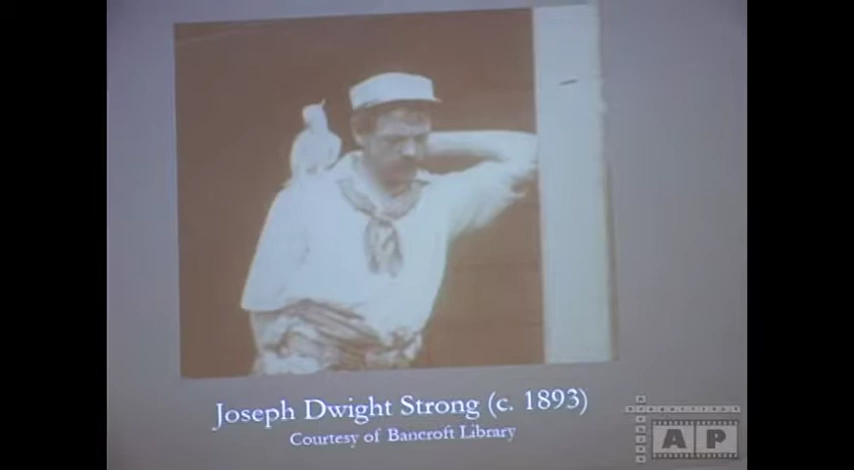 Joseph Dwight Strong (c. 1893)
Courtesy of Bancroft Library
AP